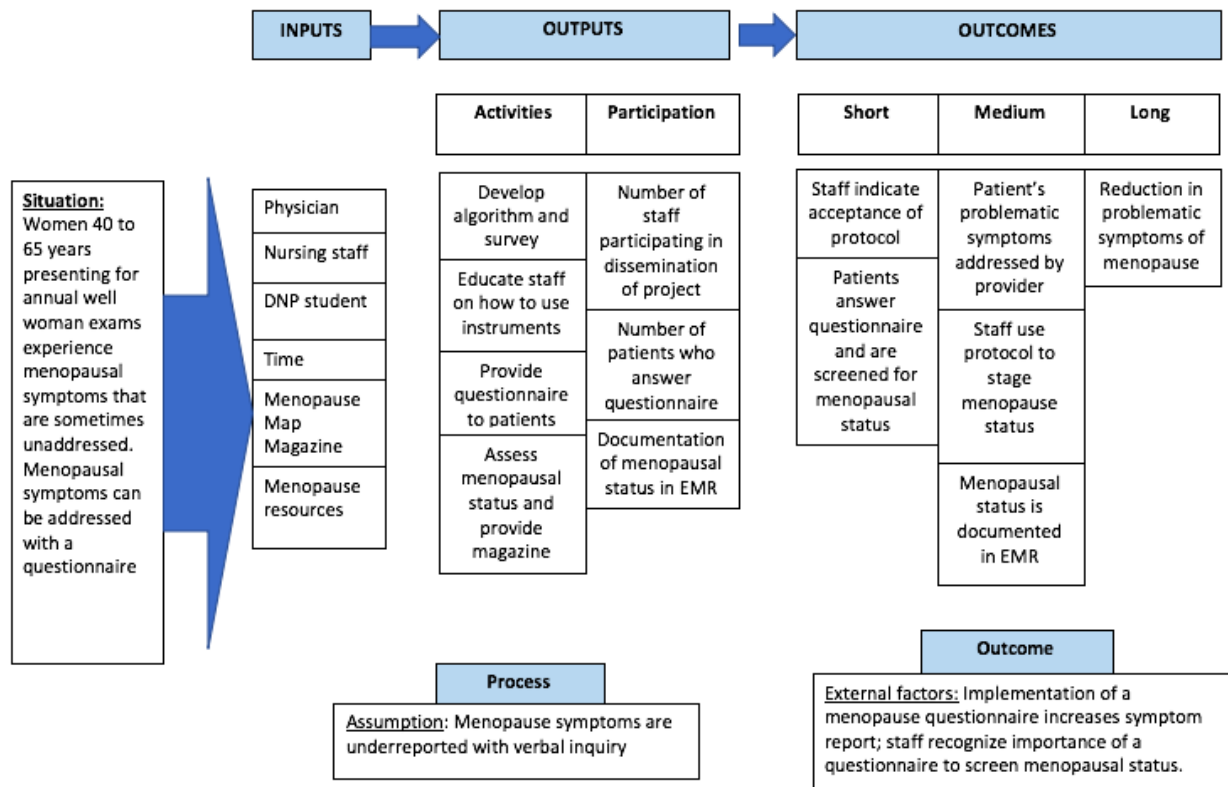 INPUTS
OUTPUTS
OUTCOMES
Activities
Participation
Short
Medium
Long
Situation:
Women 40 to
65 years
presenting for
annual well
woman exams
experience
menopausal
symptoms that
are sometimes
unaddressed.
Menopausal
symptoms can
be addressed
with a
questionnaire
Physician
Nursing staff
DNP student
Time
Menopause
Map
Magazine
Menopause
resources
Develop
algorithm and
survey
Educate staff
on how to use
instruments
Provide
questionnaire
to patients
Assess
menopausal
status and
provide
magazine
Number of
staff
participating in
dissemination
of project
Number of
patients who
answer
questionnaire
Documentation
of menopausal
status in EMR
Staff indicate
acceptance of
protocol
Patients
answer
questionnaire
and are
screened for
menopausal
status
Patient’s
problematic
symptoms
addressed by
provider
Staff use
protocol to
stage
menopause
status
Menopausal
status is
documented
in EMR
Reduction in
problematic
symptoms of
menopause
Process
Assumption: Menopause symptoms are
underreported with verbal inquiry
Outcome
External factors: Implementation of a
menopause questionnaire increases symptom
report; staff recognize importance of a
questionnaire to screen menopausal status.